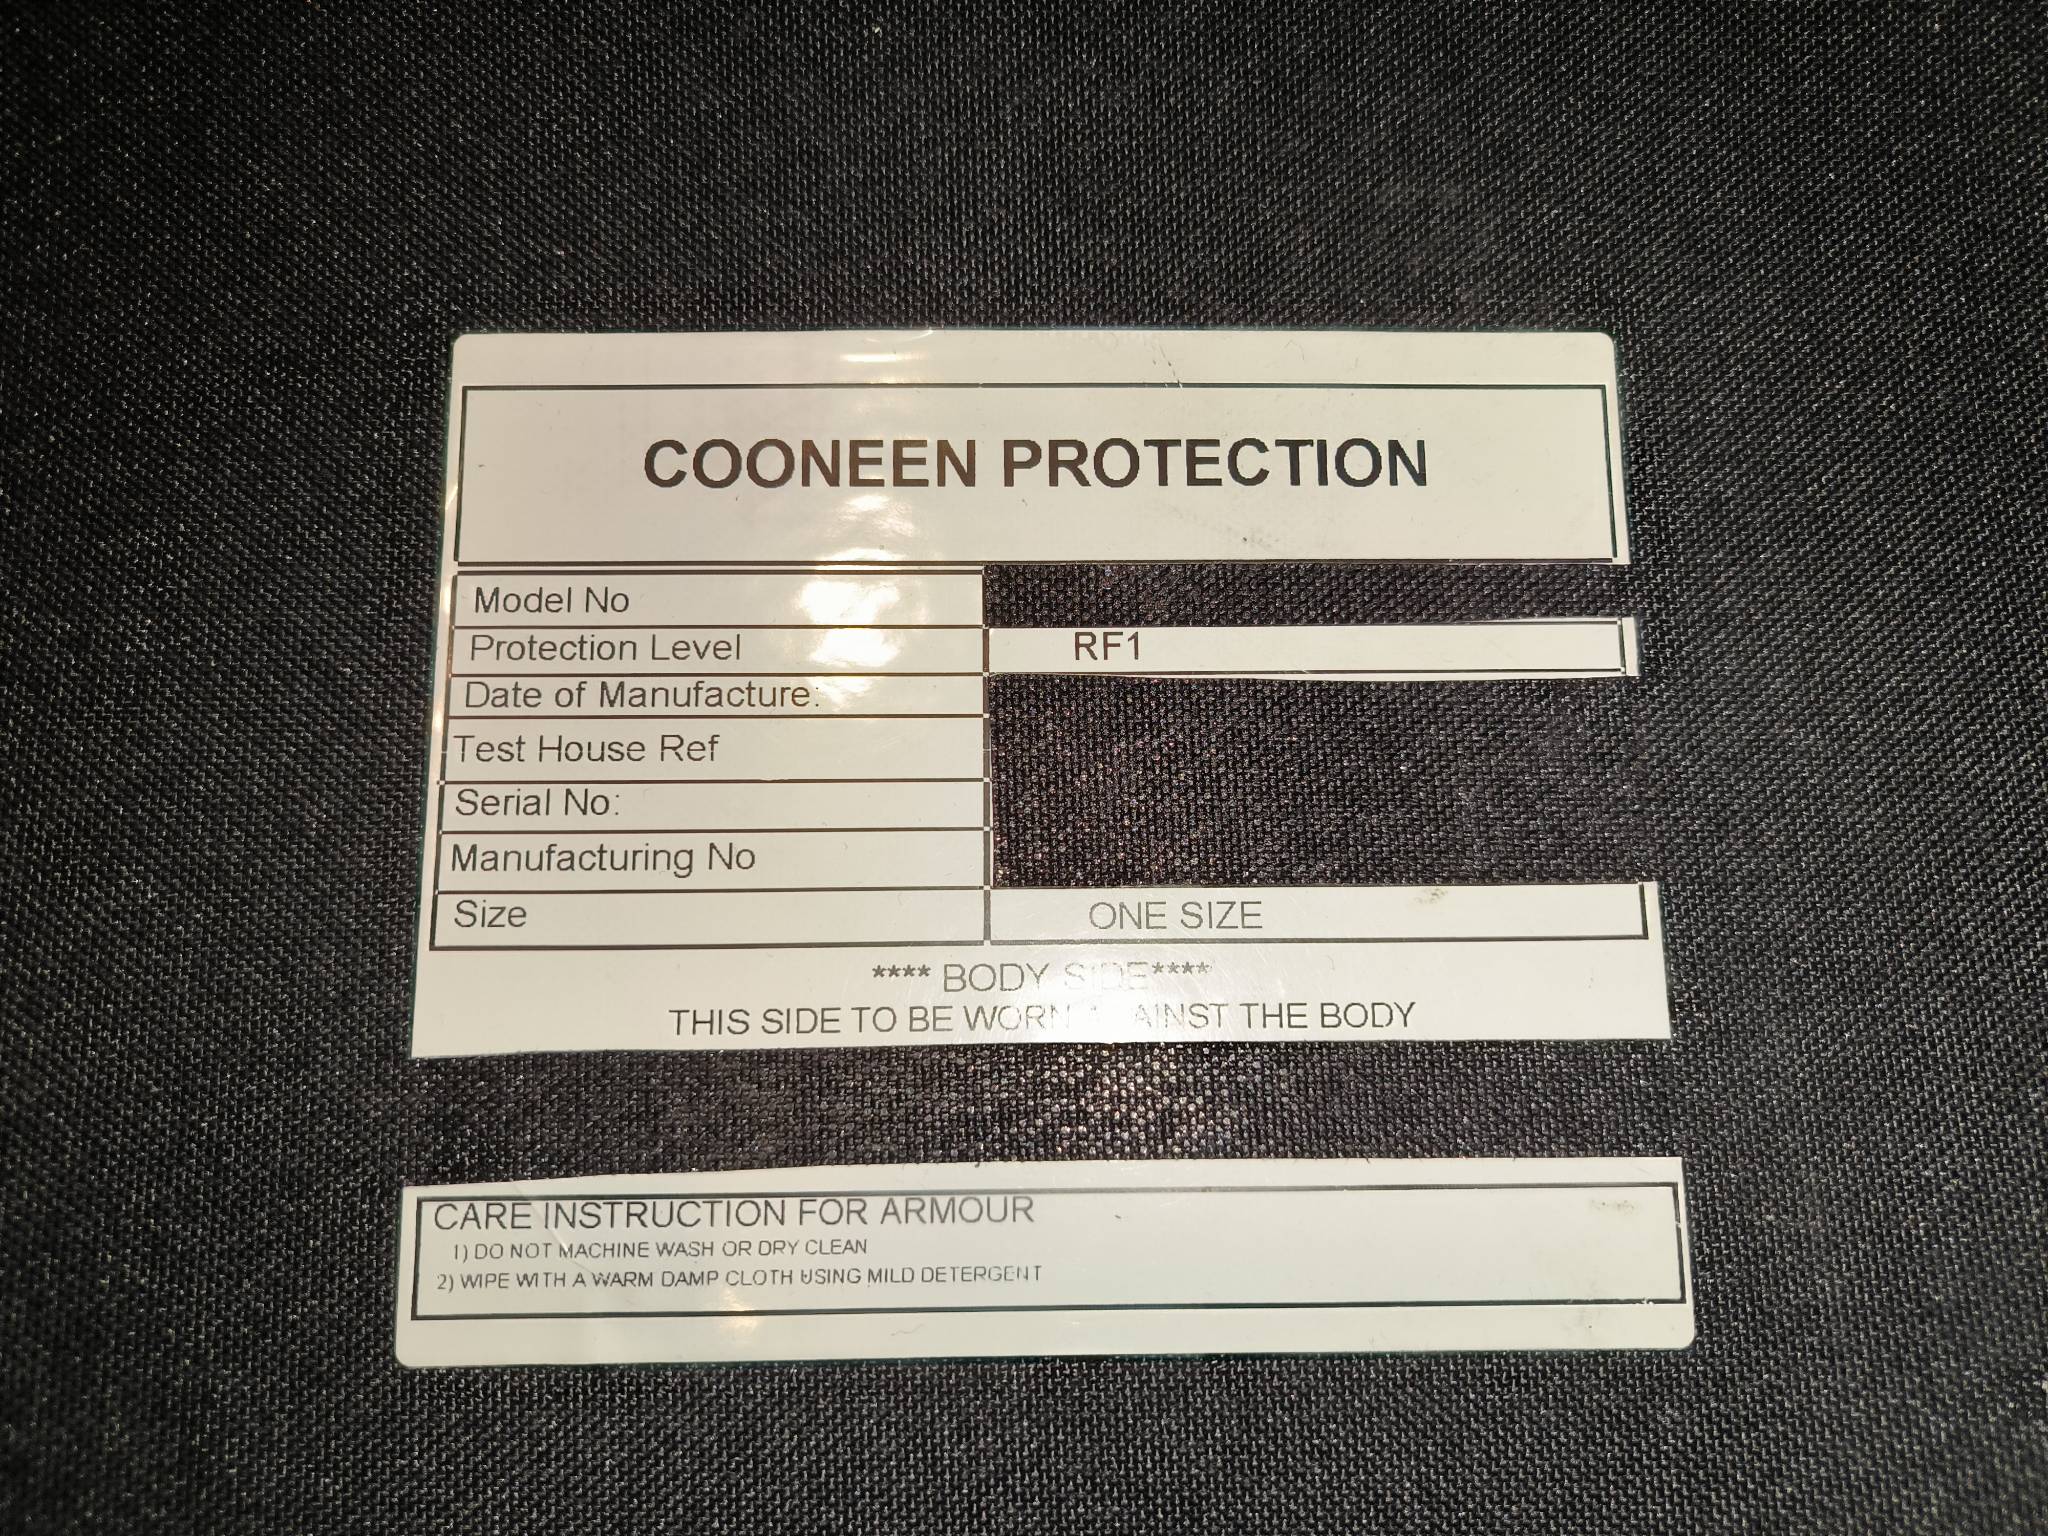 COONEEN PROTECTION
Model No
Protection Level RF1
Date of Manufacture:
Test House Ref
Serial No:
Manufacturing No
Size ONE SIZE
**** BODY SIDE****
THIS SIDE TO BE WORN AGAINST THE BODY
CARE INSTRUCTION FOR ARMOUR
1) DO NOT MACHINE WASH OR DRY CLEAN
2) WIPE WITH A WARM DAMP CLOTH USING MILD DETERGENT